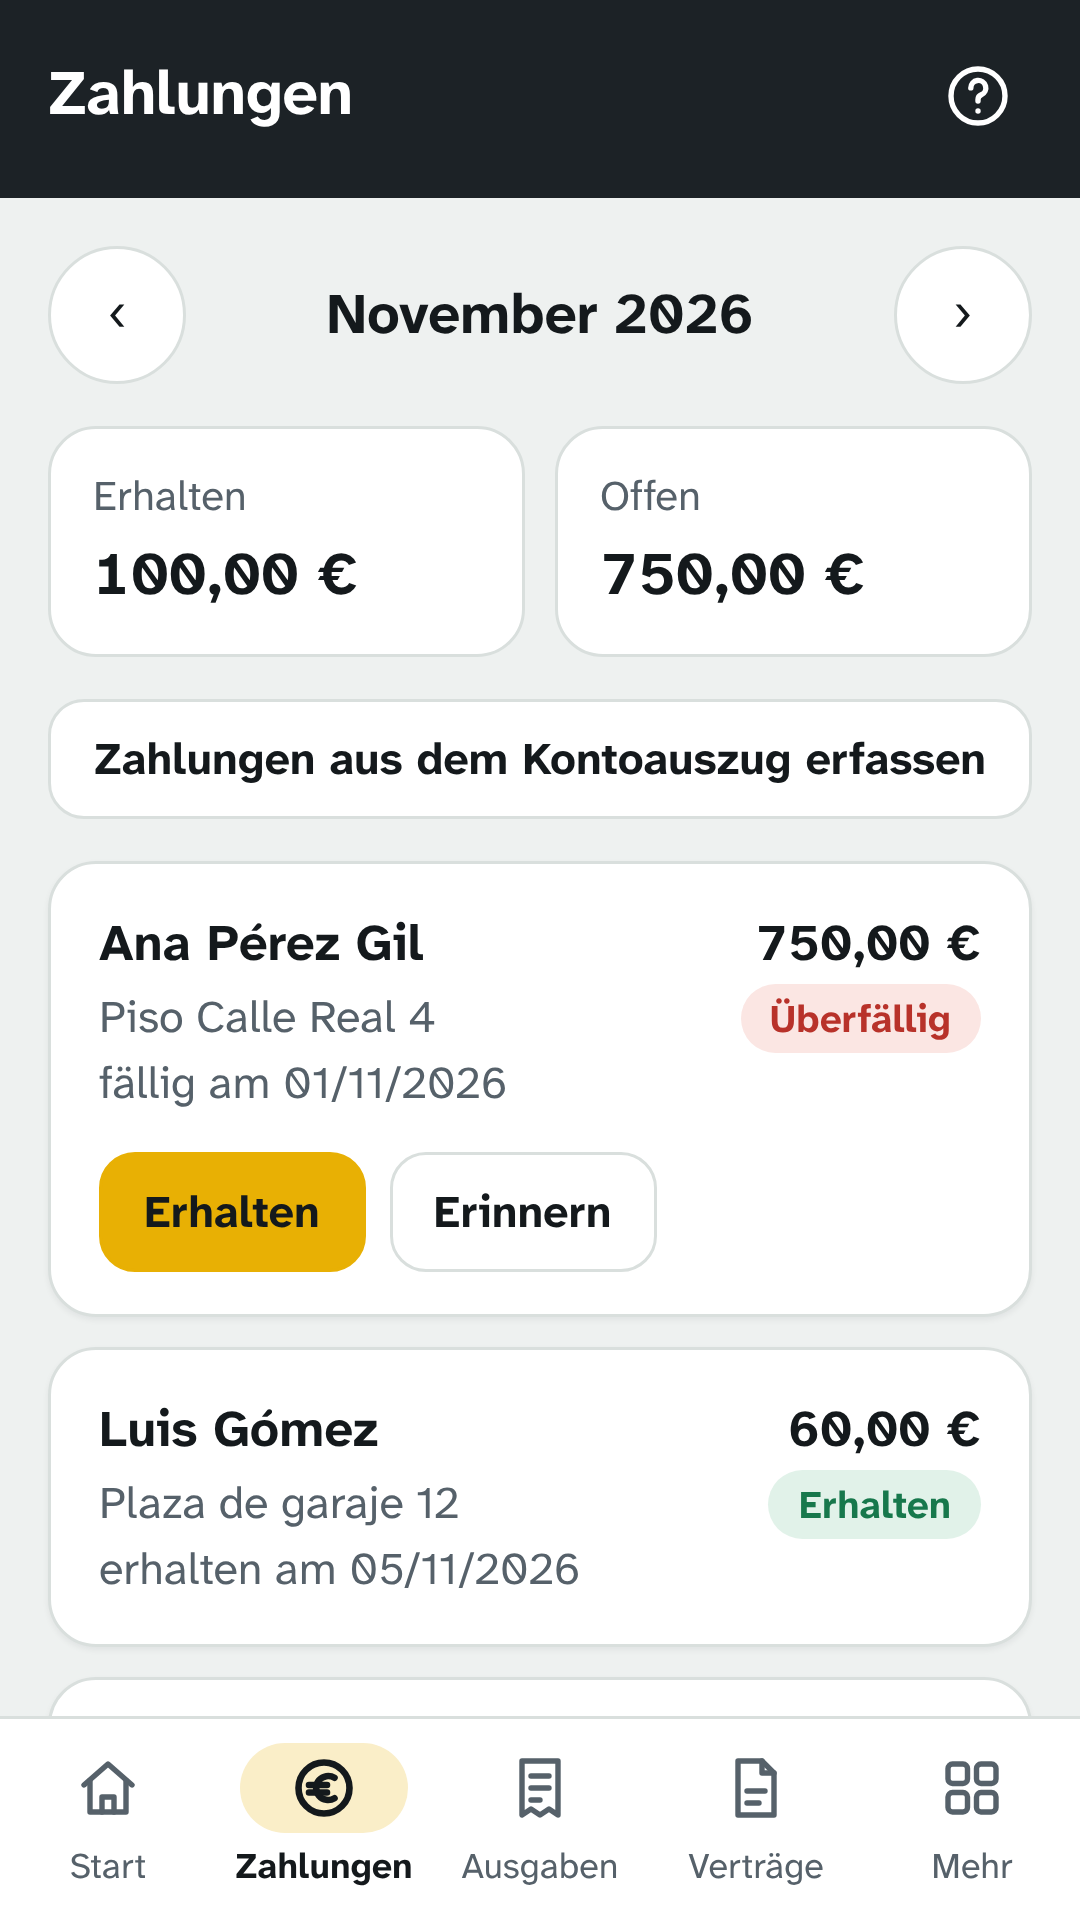 Zahlungen
November 2026
Erhalten
100,00 €
Offen
750,00 €
Zahlungen aus dem Kontoauszug erfassen
Ana Pérez Gil
750,00 €
Piso Calle Real 4
Überfällig
fällig am 01/11/2026
Erhalten
Erinnern
Luis Gómez
60,00 €
Plaza de garaje 12
Erhalten
erhalten am 05/11/2026
Start
Zahlungen
Ausgaben
Verträge
Mehr